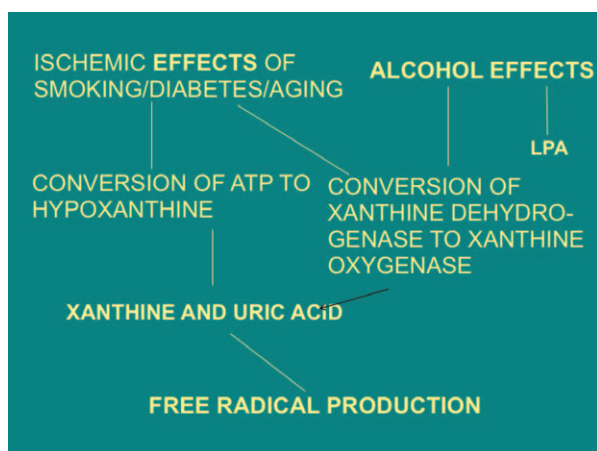 ISCHEMIC EFFECTS OF
SMOKING/DIABETES/AGING
ALCOHOL EFFECTS
LPA
CONVERSION OF ATP TO
HYPOXANTHINE
CONVERSION OF
XANTHINE DEHYDRO-
GENASE TO XANTHINE
OXYGENASE
XANTHINE AND URIC ACID
FREE RADICAL PRODUCTION